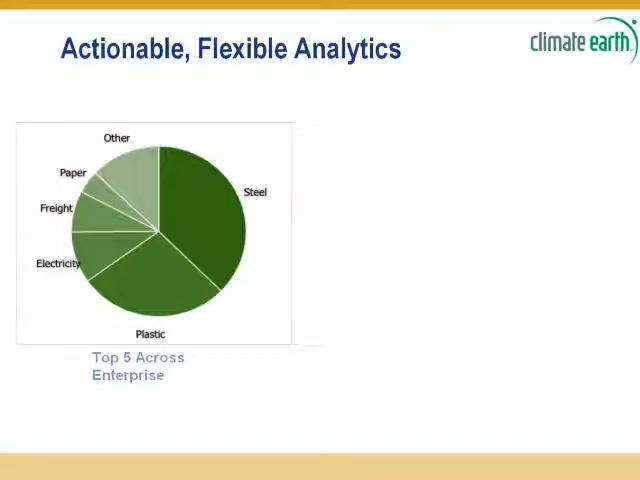 Actionable, Flexible Analytics
climate earth
Other
Paper
Steel
Freight
Electricity
Plastic
Top 5 Across
Enterprise